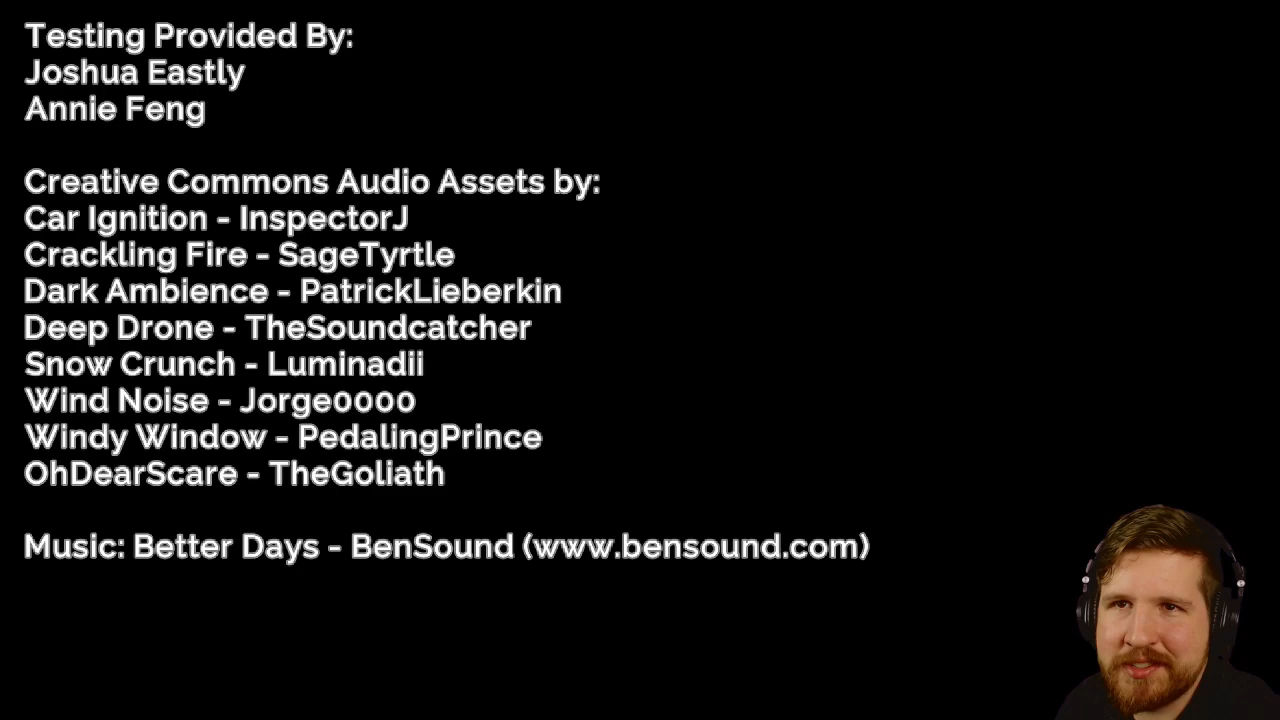 Testing Provided By:
Joshua Eastly
Annie Feng
Creative Commons Audio Assets by:
Car Ignition - InspectorJ
Crackling Fire - SageTyrtle
Dark Ambience - PatrickLieberkin
Deep Drone - TheSoundcatcher
Snow Crunch - Luminadii
Wind Noise - Jorge0000
Windy Window - PedalingPrince
OhDearScare - TheGoliath
Music: Better Days - BenSound (www.bensound.com)